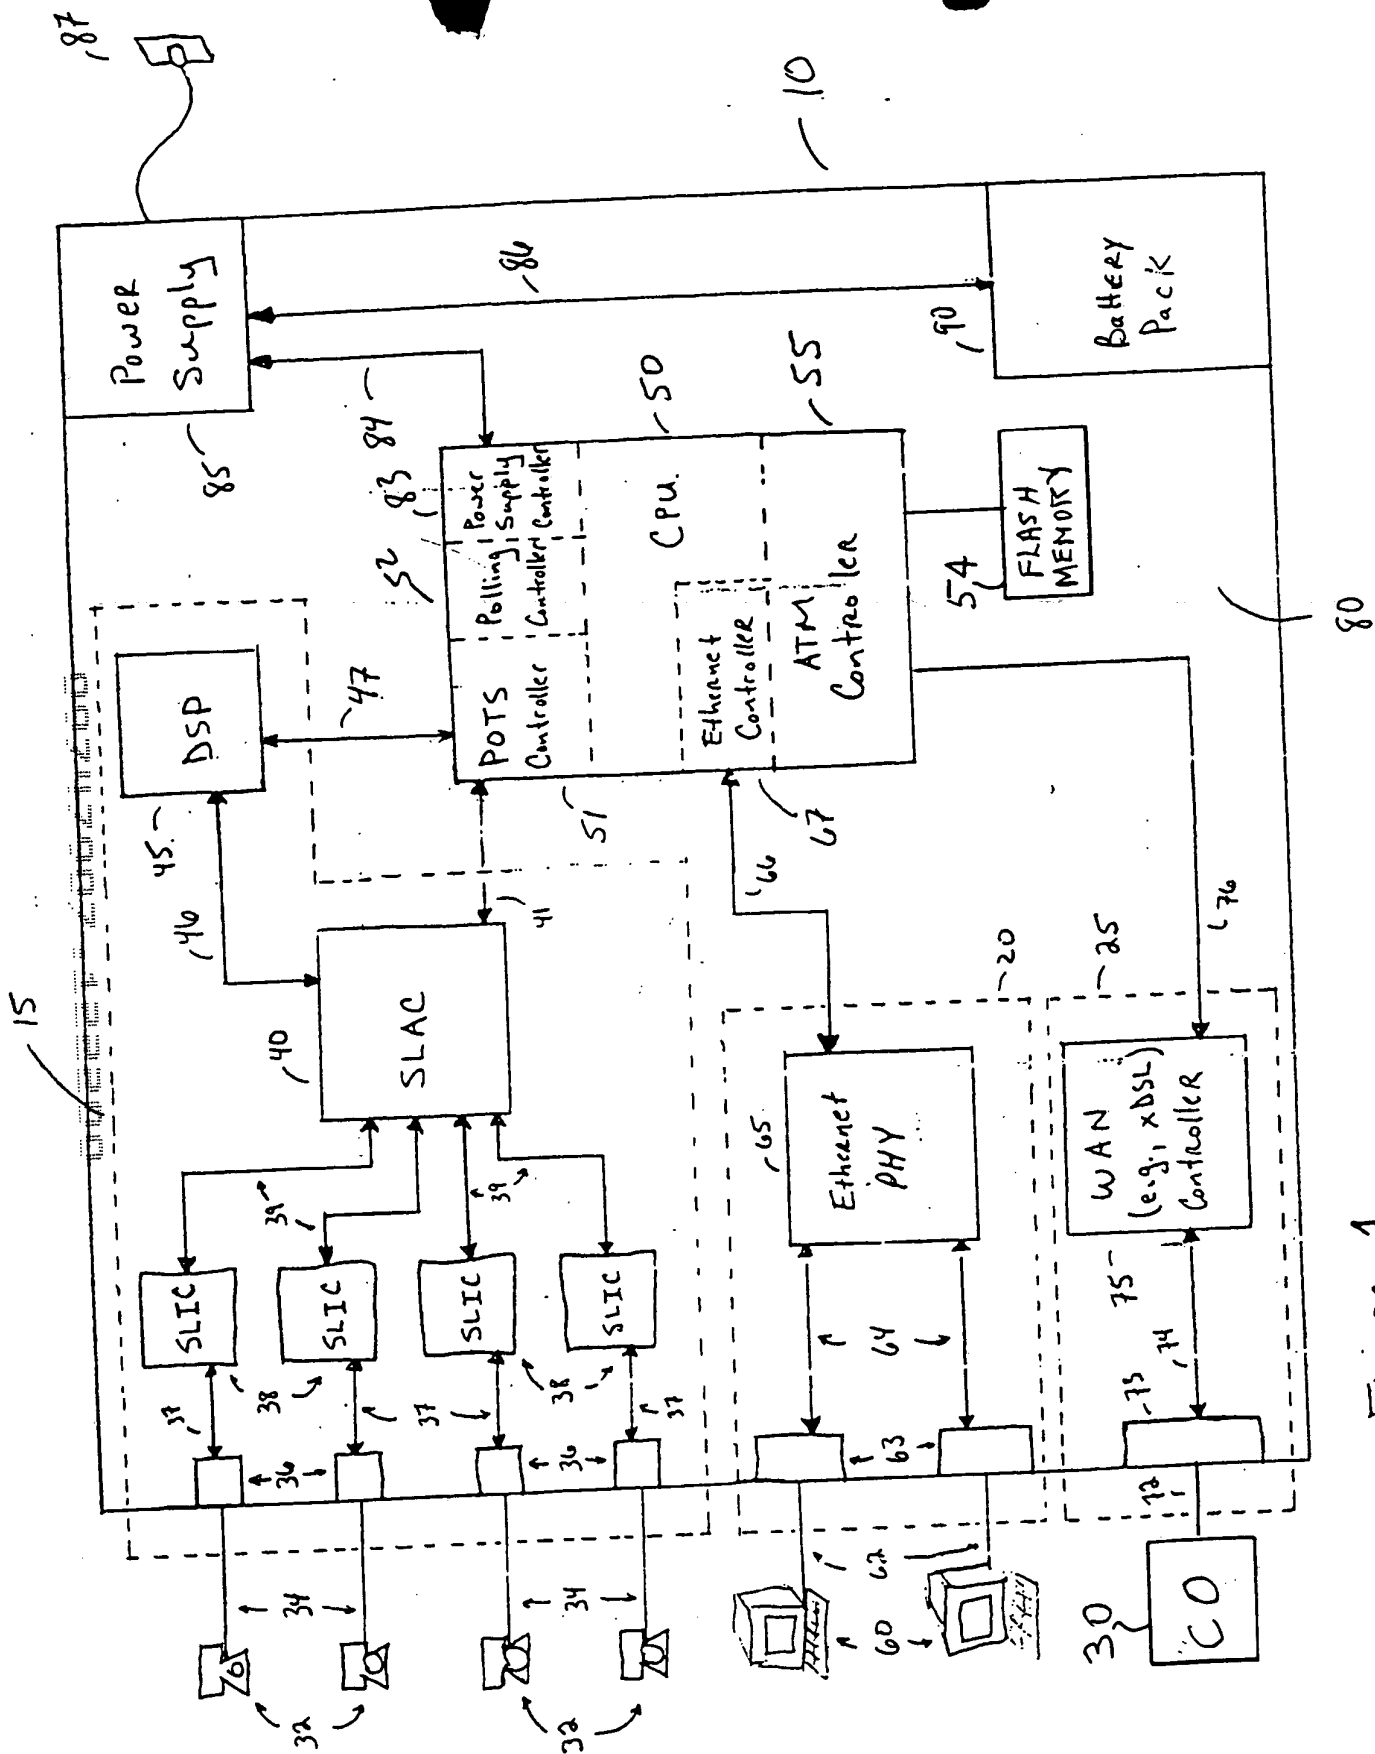 87
10
Power
Supply
85
86
84
83
90
Battery
Pack
Power
Supply
Controller
Polling
Controller
52
POTS
Controller
51
CPU
50
Ethernet
Controller
67
ATM
Controller
55
FLASH
MEMORY
54
80
15
DSP
45
47
46
41
SLAC
40
39
39
39
SLIC
SLIC
SLIC
SLIC
38
38
37
37
37
36
36
34
34
32
32
66
20
Ethernet
PHY
65
64
63
62
60
76
25
WAN
(e.g., xDSL)
Controller
75
74
73
72
CO
30